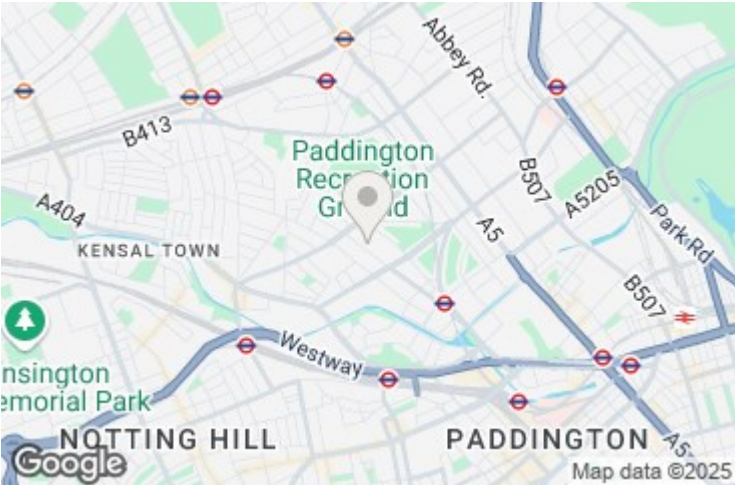 Abbey Rd.
B413
Paddington
Recreation
Ground
B507
A5205
A404
A5
Park Rd
KENSAL TOWN
B507
Westway
nsington
emorial Park
NOTTING HILL
PADDINGTON
A5
Google
Map data ©2025